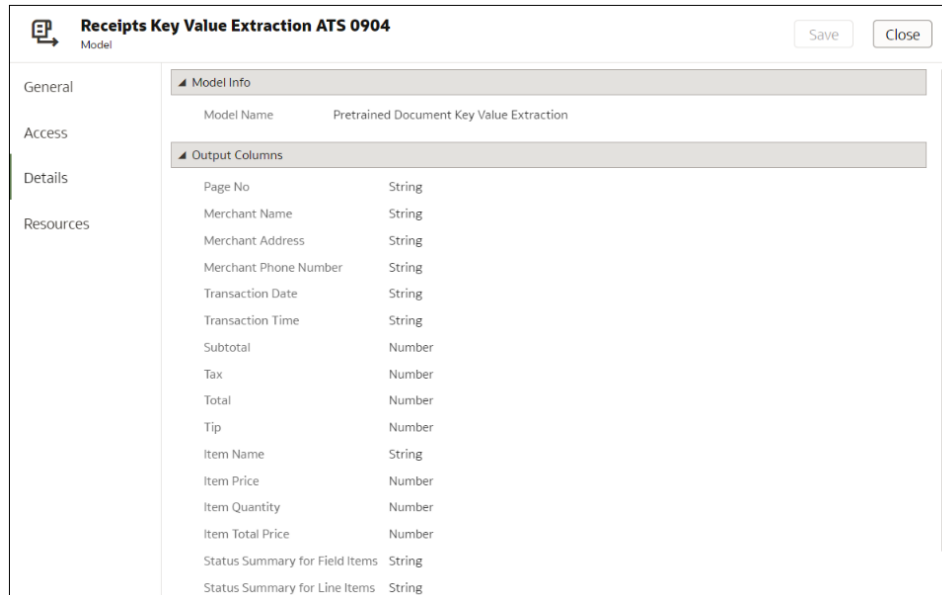 Receipts Key Value Extraction ATS 0904
Model
Save
Close
General
Access
Details
Resources
Model Info
Model Name Pretrained Document Key Value Extraction
Output Columns
Page No String
Merchant Name String
Merchant Address String
Merchant Phone Number String
Transaction Date String
Transaction Time String
Subtotal Number
Tax Number
Total Number
Tip Number
Item Name String
Item Price Number
Item Quantity Number
Item Total Price Number
Status Summary for Field Items String
Status Summary for Line Items String